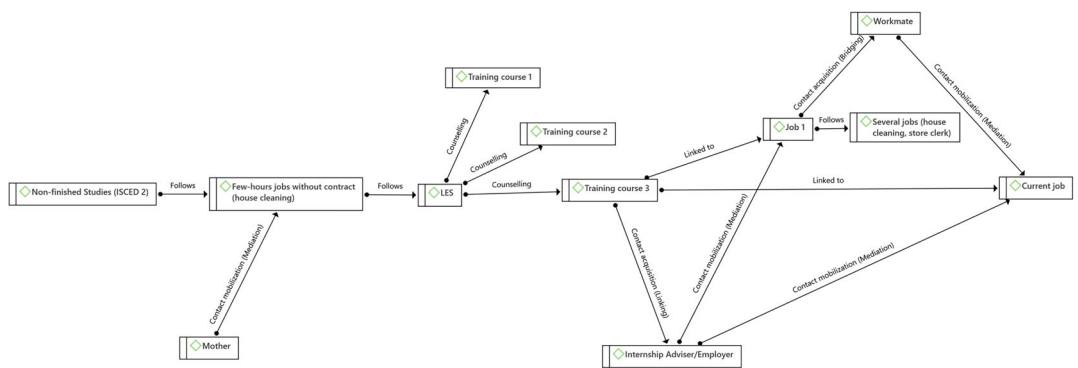 Workmate
Contact acquisition (Bridging)
Contact mobilization (Mediation)
Training course 1
Counselling
Training course 2
Counselling
Job 1
Follows
Several jobs (house
cleaning, store clerk)
Linked to
Non-finished Studies (ISCED 2)
Follows
Few-hours jobs without contract
(house cleaning)
Follows
LES
Counselling
Training course 3
Linked to
Current job
Contact mobilization (Mediation)
Contact acquisition (Linking)
Contact mobilization (Mediation)
Contact mobilization (Mediation)
Mother
Internship Adviser/Employer